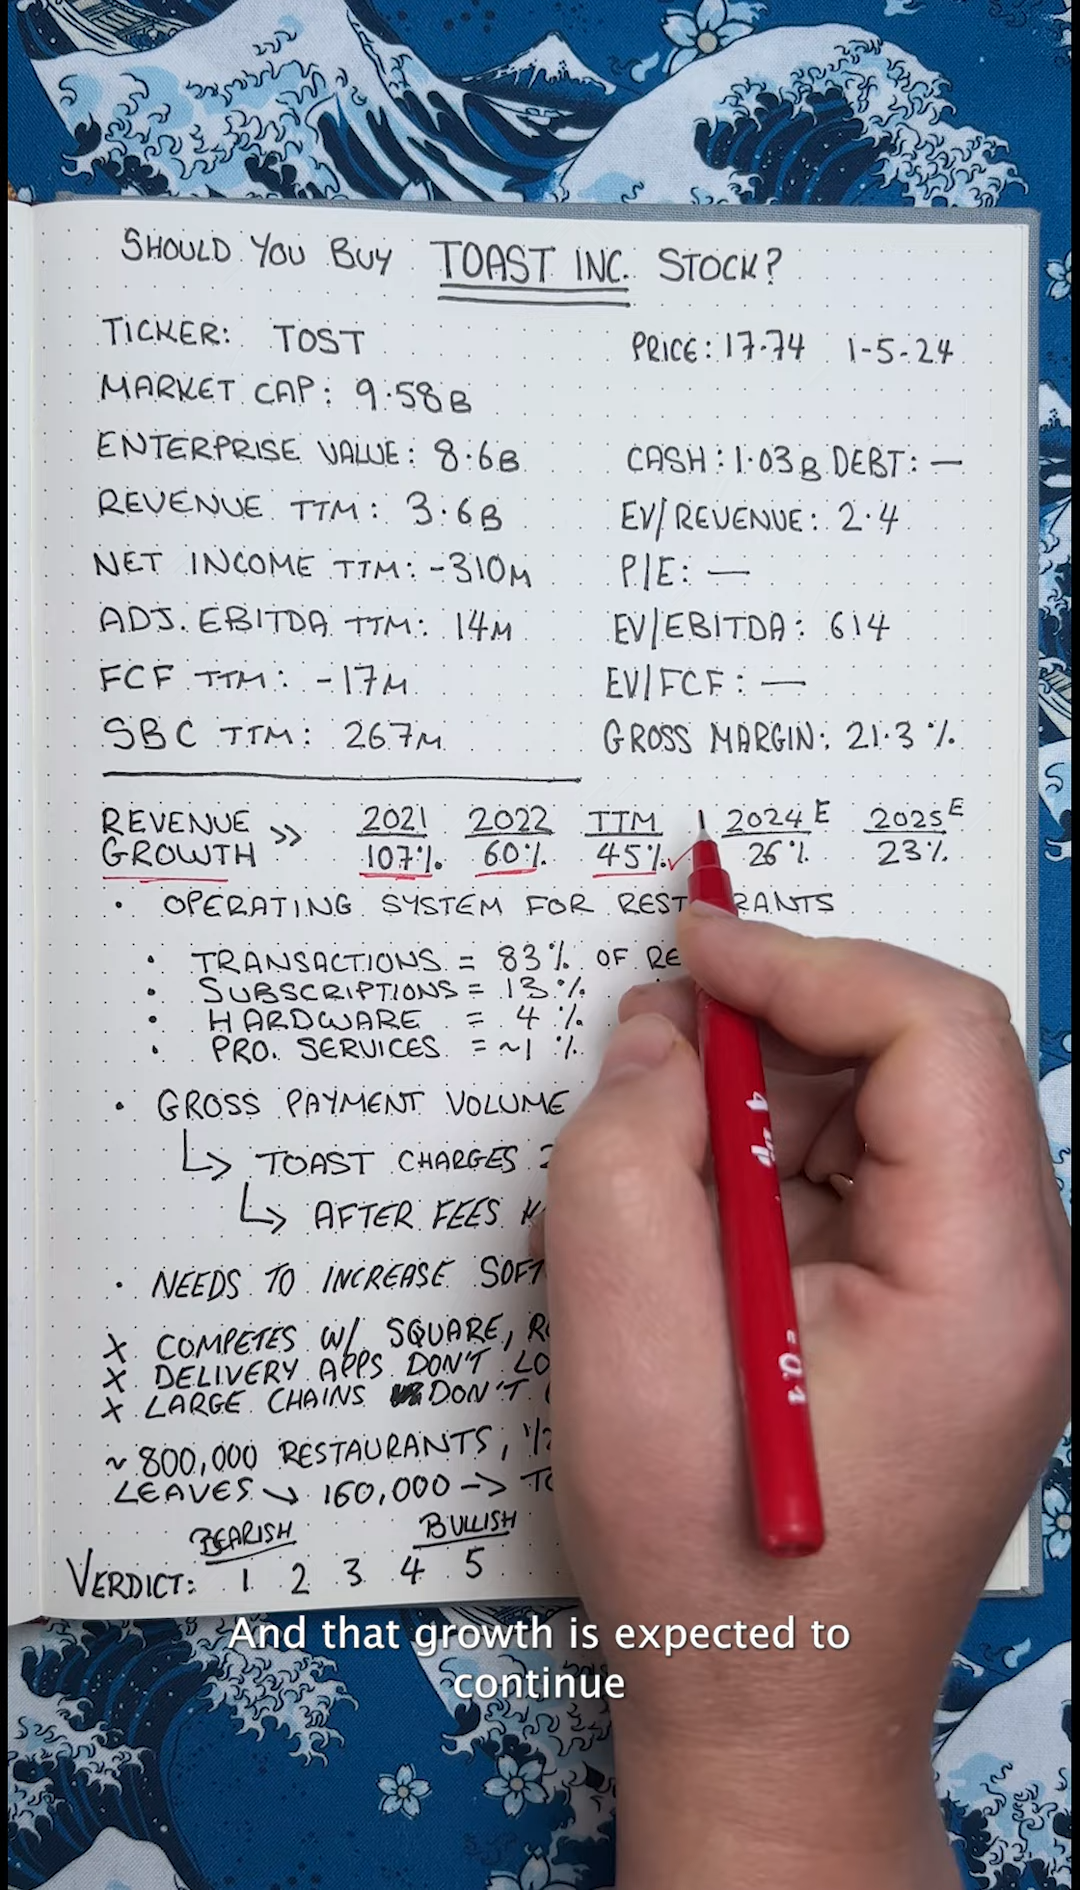 SHOULD YOU BUY TOAST INC. STOCK?
TICKER: TOST
PRICE: 17.74 1-5-24
MARKET CAP: 9.58B
ENTERPRISE VALUE: 8.6B
CASH: 1.03B DEBT: —
REVENUE TTM: 3.6B
EV/REVENUE: 2.4
NET INCOME TTM: -310M
P/E: —
ADJ. EBITDA TTM: 14M
EV/EBITDA: 614
FCF TTM: -17M
EV/FCF: —
SBC TTM: 267M
GROSS MARGIN: 21.3%
REVENUE GROWTH >> 2021 2022 TTM 2024E 2025E
107% 60% 45% 26% 23%
• OPERATING SYSTEM FOR REST RANTS
• TRANSACTIONS = 83% OF RE
• SUBSCRIPTIONS = 13%
• HARDWARE = 4%
• PRO. SERVICES = ~1%
• GROSS PAYMENT VOLUME
↳ TOAST CHARGES 2
↳ AFTER FEES
• NEEDS TO INCREASE SOFT
X COMPETES W/ SQUARE, R
X DELIVERY APPS DON'T LO
X LARGE CHAINS DON'T
~800,000 RESTAURANTS, 1/2
LEAVES → 160,000 -> TO
BEARISH BULLISH
VERDICT: 1 2 3 4 5
And that growth is expected to
continue